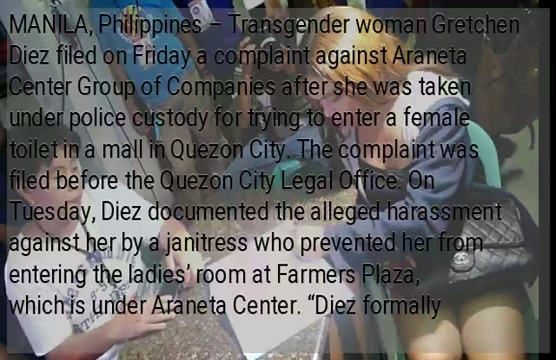 MANILA, Philippines – Transgender woman Gretchen
Diez filed on Friday a complaint against Araneta
Center Group of Companies after she was taken
under police custody for trying to enter a female
toilet in a mall in Quezon City. The complaint was
filed before the Quezon City Legal Office. On
Tuesday, Diez documented the alleged harassment
against her by a janitress who prevented her from
entering the ladies’ room at Farmers Plaza,
which is under Araneta Center. “Diez formally